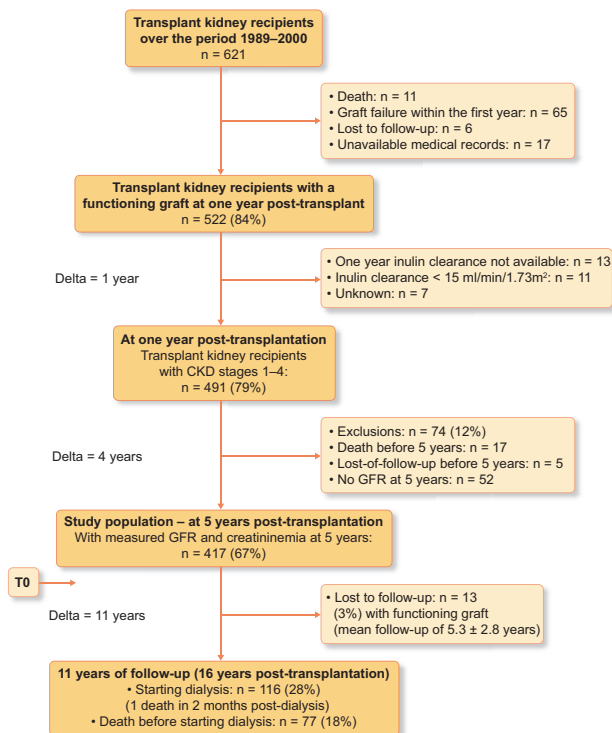 Transplant kidney recipients
over the period 1989–2000
n = 621
• Death: n = 11
• Graft failure within the first year: n = 65
• Lost to follow-up: n = 6
• Unavailable medical records: n = 17
Transplant kidney recipients with a
functioning graft at one year post-transplant
n = 522 (84%)
Delta = 1 year
• One year inulin clearance not available: n = 13
• Inulin clearance < 15 ml/min/1.73m²: n = 11
• Unknown: n = 7
At one year post-transplantation
Transplant kidney recipients
with CKD stages 1–4:
n = 491 (79%)
Delta = 4 years
• Exclusions: n = 74 (12%)
• Death before 5 years: n = 17
• Lost-of-follow-up before 5 years: n = 5
• No GFR at 5 years: n = 52
Study population – at 5 years post-transplantation
With measured GFR and creatininemia at 5 years:
n = 417 (67%)
T0
Delta = 11 years
• Lost to follow-up: n = 13
(3%) with functioning graft
(mean follow-up of 5.3 ± 2.8 years)
11 years of follow-up (16 years post-transplantation)
• Starting dialysis: n = 116 (28%)
(1 death in 2 months post-dialysis)
• Death before starting dialysis: n = 77 (18%)